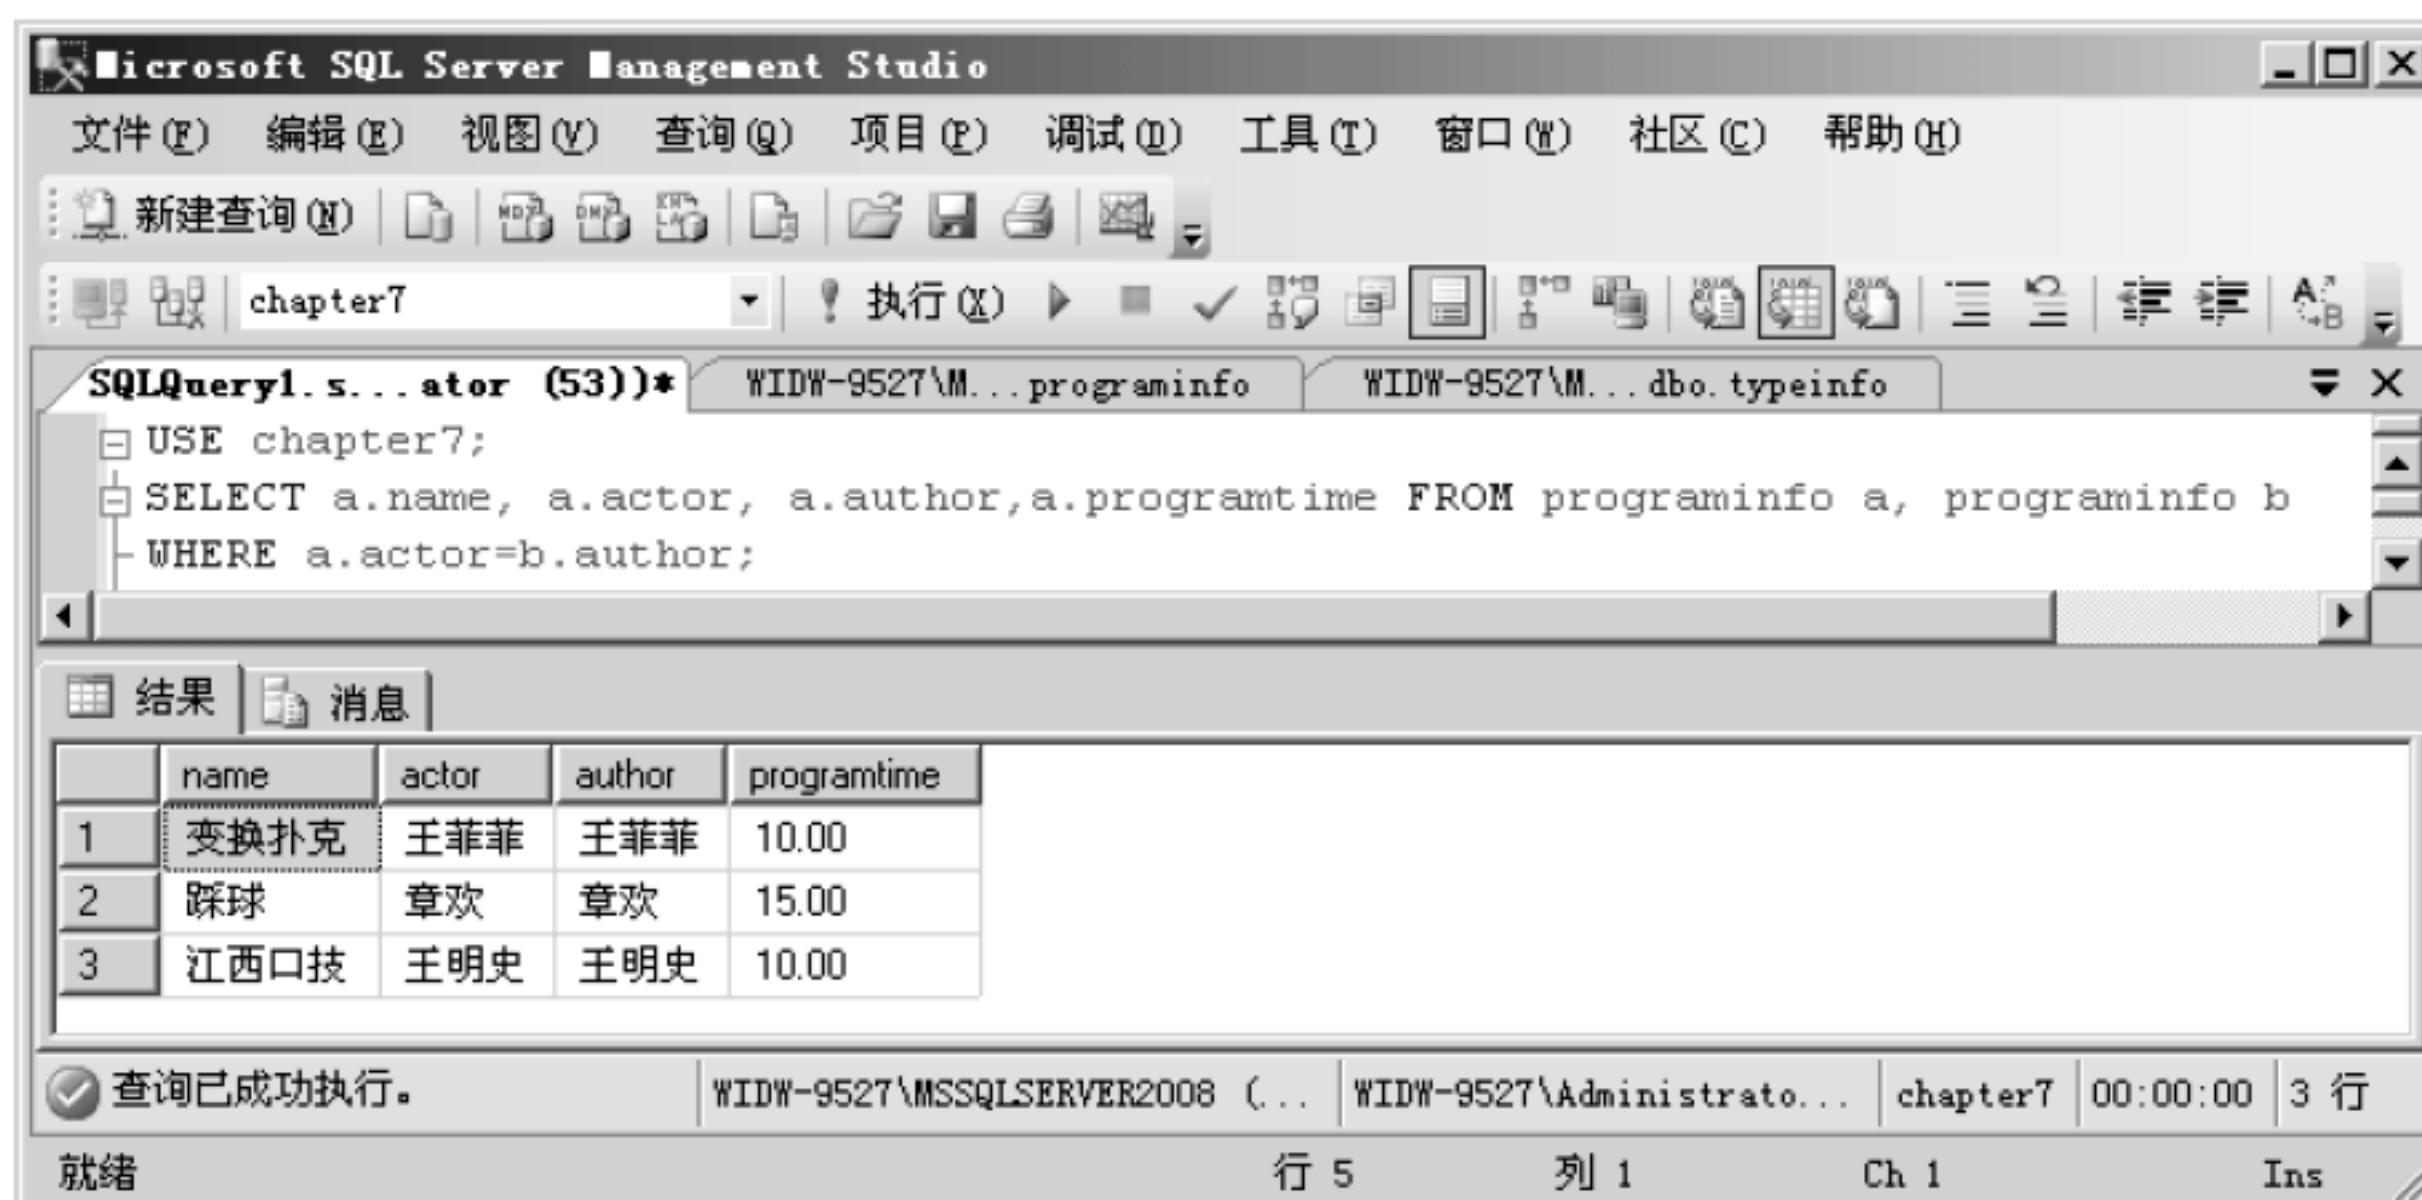 Microsoft SQL Server Management Studio
文件(F) 编辑(E) 视图(V) 查询(Q) 项目(P) 调试(D) 工具(T) 窗口(W) 社区(C) 帮助(H)
新建查询(N)
chapter7 执行(X)
SQLQuery1.s...ator (53))* WIDW-9527\M...programinfo WIDW-9527\M...dbo.typeinfo
USE chapter7;
SELECT a.name, a.actor, a.author,a.programtime FROM programinfo a, programinfo b
WHERE a.actor=b.author;
结果 消息
name actor author programtime
1 变换扑克 王菲菲 王菲菲 10.00
2 踩球 章欢 章欢 15.00
3 江西口技 王明史 王明史 10.00
查询已成功执行。 WIDW-9527\MSSQLSERVER2008 (... WIDW-9527\Administrato... chapter7 00:00:00 3 行
就绪 行 5 列 1 Ch 1 Ins